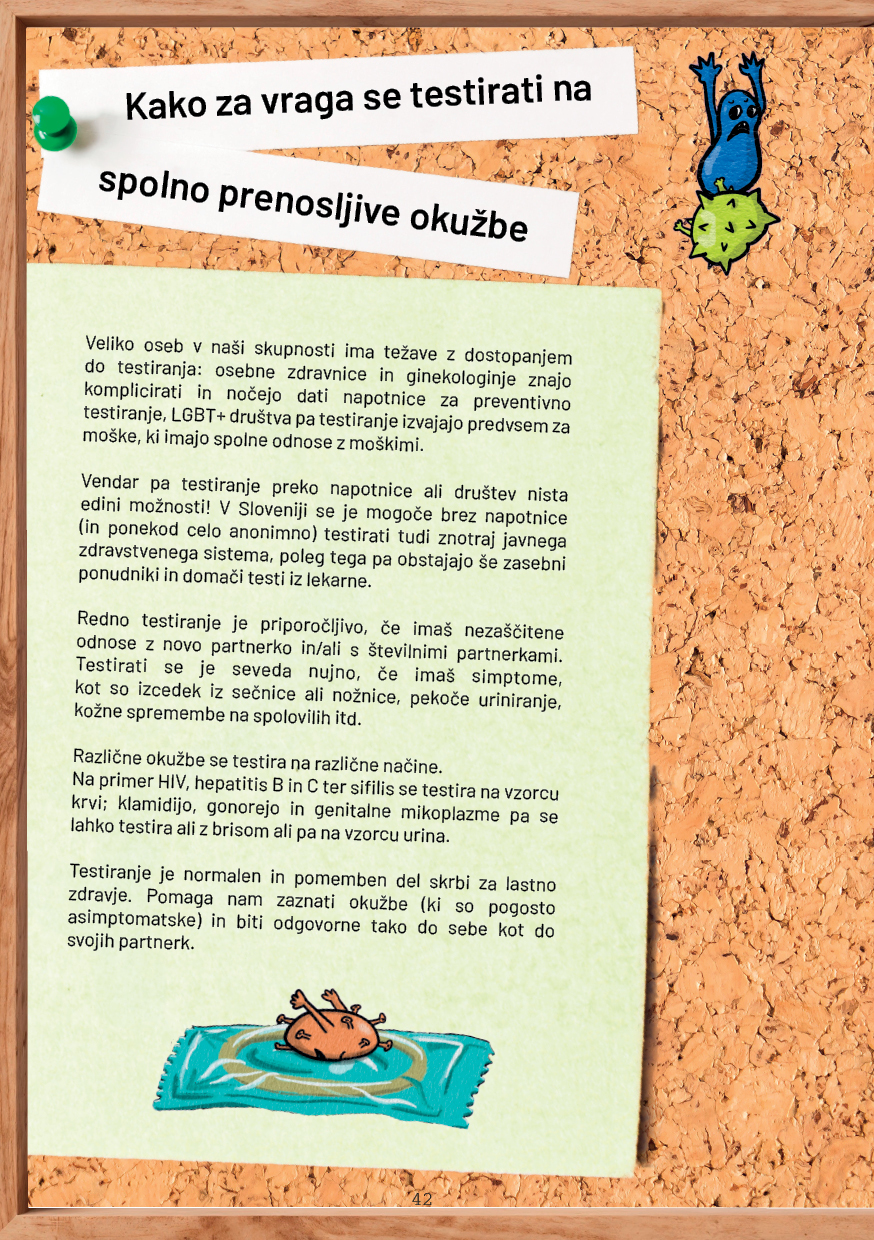 Kako za vraga se testirati na
spolno prenosljive okužbe
Veliko oseb v naši skupnosti ima težave z dostopanjem
do testiranja: osebne zdravnice in ginekologinje znajo
komplicirati in nočejo dati napotnice za preventivno
testiranje, LGBT+ društva pa testiranje izvajajo predvsem za
moške, ki imajo spolne odnose z moškimi.
Vendar pa testiranje preko napotnice ali društev nista
edini možnosti! V Sloveniji se je mogoče brez napotnice
(in ponekod celo anonimno) testirati tudi znotraj javnega
zdravstvenega sistema, poleg tega pa obstajajo še zasebni
ponudniki in domači testi iz lekarne.
Redno testiranje je priporočljivo, če imaš nezaščitene
odnose z novo partnerko in/ali s številnimi partnerkami.
Testirati se je seveda nujno, če imaš simptome,
kot so izcedek iz sečnice ali nožnice, pekoče uriniranje,
kožne spremembe na spolovilih itd.
Različne okužbe se testira na različne načine.
Na primer HIV, hepatitis B in C ter sifilis se testira na vzorcu
krvi; klamidijo, gonorejo in genitalne mikoplazme pa se
lahko testira ali z brisom ali pa na vzorcu urina.
Testiranje je normalen in pomemben del skrbi za lastno
zdravje. Pomaga nam zaznati okužbe (ki so pogosto
asimptomatske) in biti odgovorne tako do sebe kot do
svojih partnerk.
42